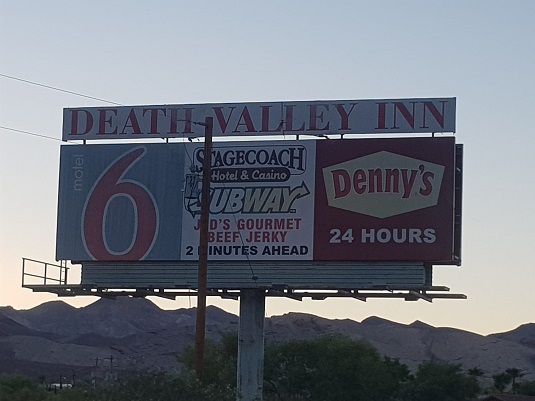 DEATH VALLEY INN
motel
6
STAGECOACH
Hotel & Casino
SUBWAY
JED'S GOURMET
BEEF JERKY
2 MINUTES AHEAD
Denny's
24 HOURS